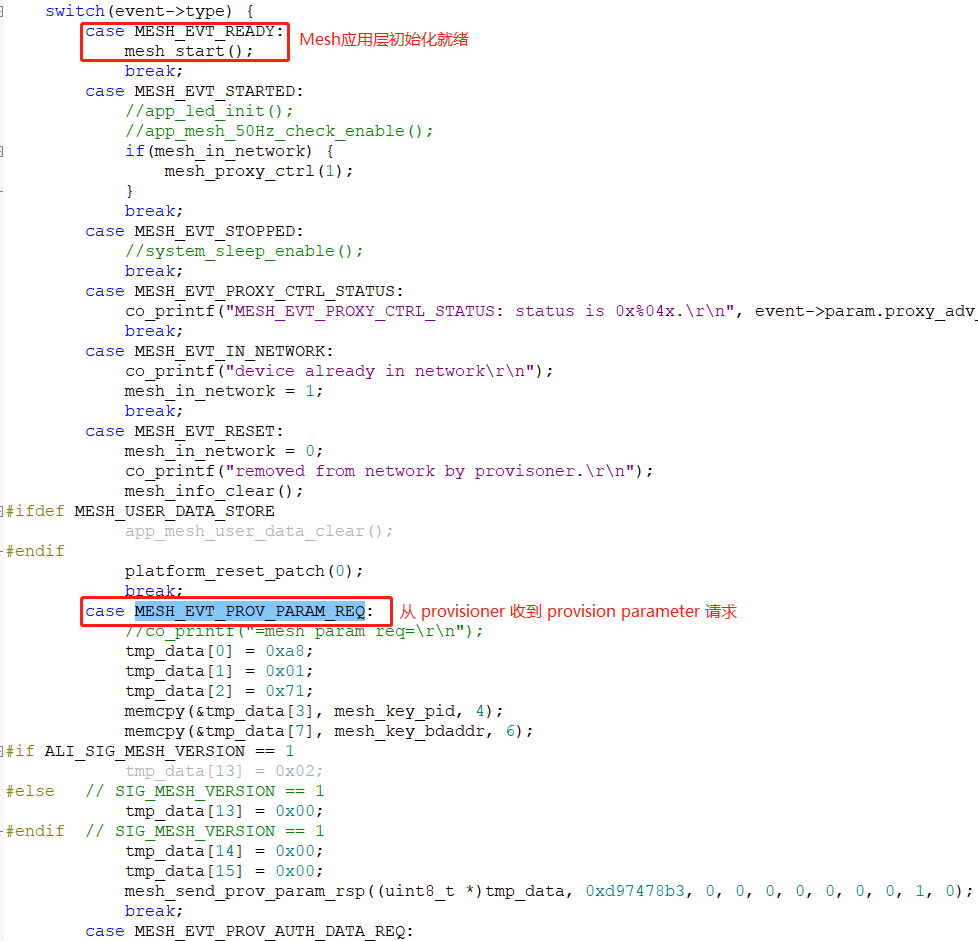 switch(event->type) {
case MESH_EVT_READY: Mesh应用层初始化就绪
mesh_start();
break;
case MESH_EVT_STARTED:
//app_led_init();
//app_mesh_50Hz_check_enable();
if(mesh_in_network) {
mesh_proxy_ctrl(1);
}
break;
case MESH_EVT_STOPPED:
//system_sleep_enable();
break;
case MESH_EVT_PROXY_CTRL_STATUS:
co_printf("MESH_EVT_PROXY_CTRL_STATUS: status is 0x%04x.\r\n", event->param.proxy_adv_
break;
case MESH_EVT_IN_NETWORK:
co_printf("device already in network\r\n");
mesh_in_network = 1;
break;
case MESH_EVT_RESET:
mesh_in_network = 0;
co_printf("removed from network by provisoner.\r\n");
mesh_info_clear();
#ifdef MESH_USER_DATA_STORE
app_mesh_user_data_clear();
#endif
platform_reset_patch(0);
break;
case MESH_EVT_PROV_PARAM_REQ: 从 provisioner 收到 provision parameter 请求
//co_printf("=mesh param req=\r\n");
tmp_data[0] = 0xa8;
tmp_data[1] = 0x01;
tmp_data[2] = 0x71;
memcpy(&tmp_data[3], mesh_key_pid, 4);
memcpy(&tmp_data[7], mesh_key_bdaddr, 6);
#if ALI_SIG_MESH_VERSION == 1
tmp_data[13] = 0x02;
#else // SIG_MESH_VERSION == 1
tmp_data[13] = 0x00;
#endif // SIG_MESH_VERSION == 1
tmp_data[14] = 0x00;
tmp_data[15] = 0x00;
mesh_send_prov_param_rsp((uint8_t *)tmp_data, 0xd97478b3, 0, 0, 0, 0, 0, 0, 0, 1, 0);
break;
case MESH_EVT_PROV_AUTH_DATA_REQ: